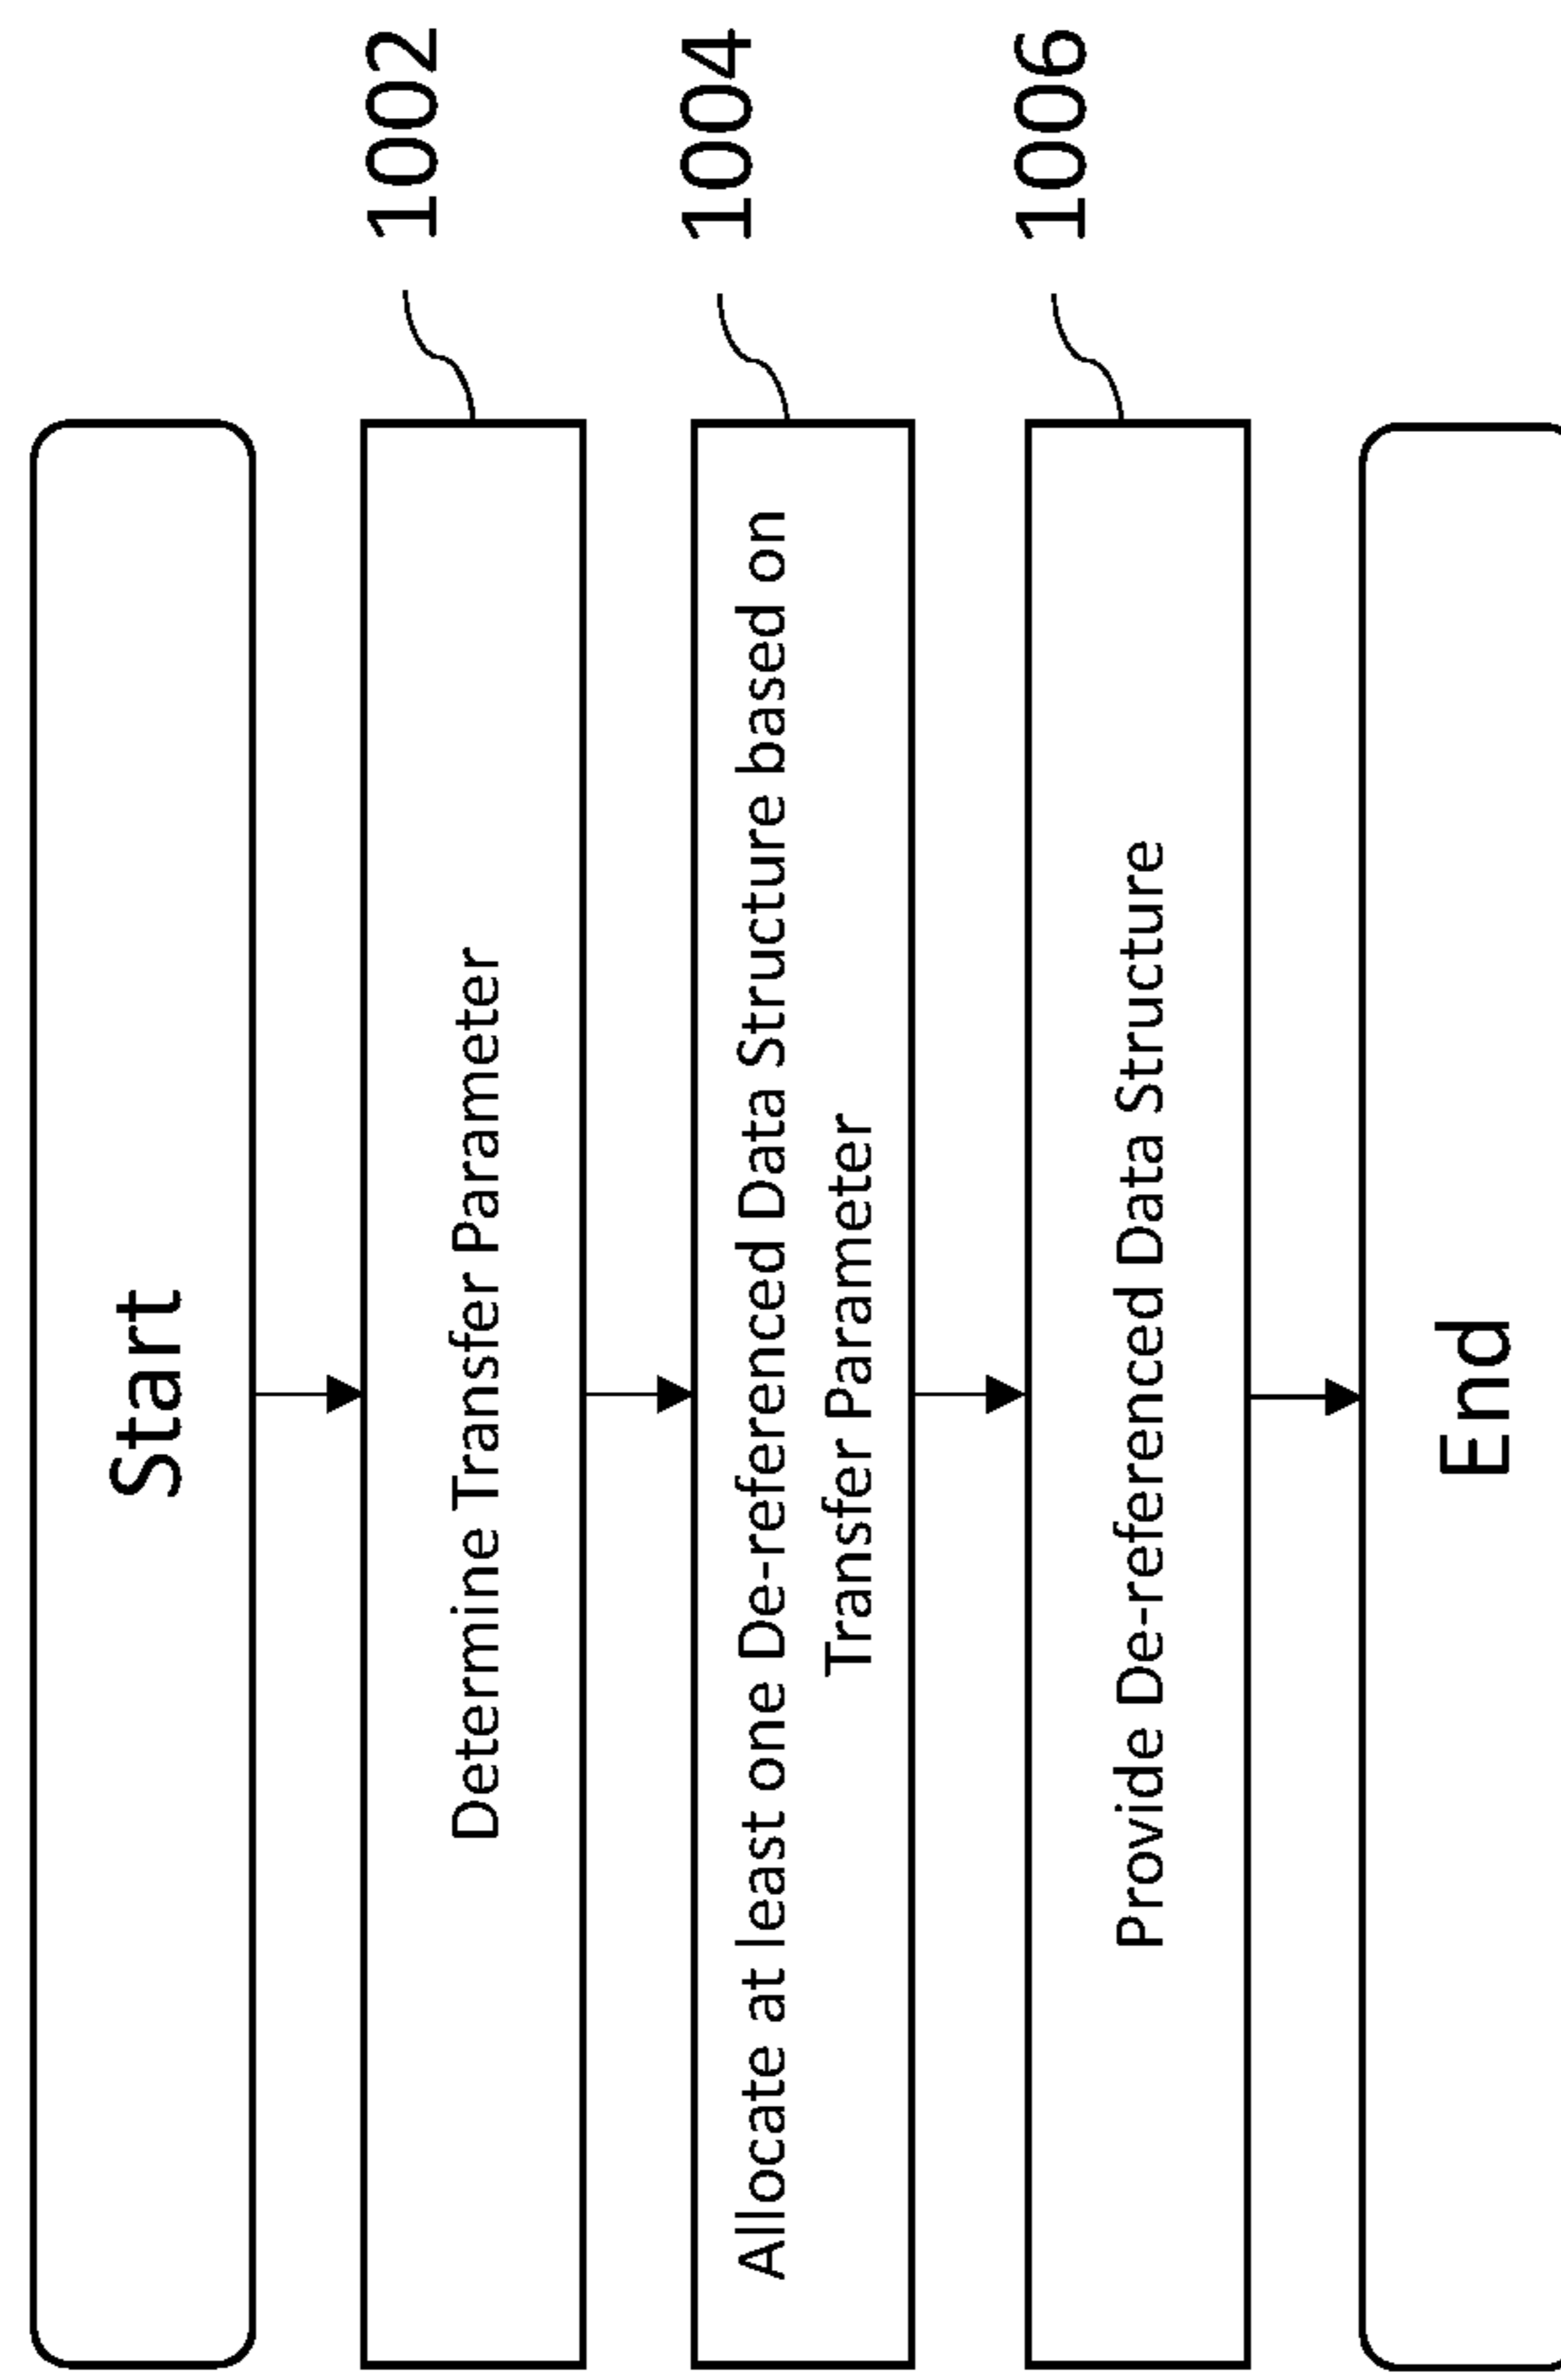 Start
1002
Determine Transfer Parameter
1004
Allocate at least one De-referenced Data Structure based on
Transfer Parameter
1006
Provide De-referenced Data Structure
End